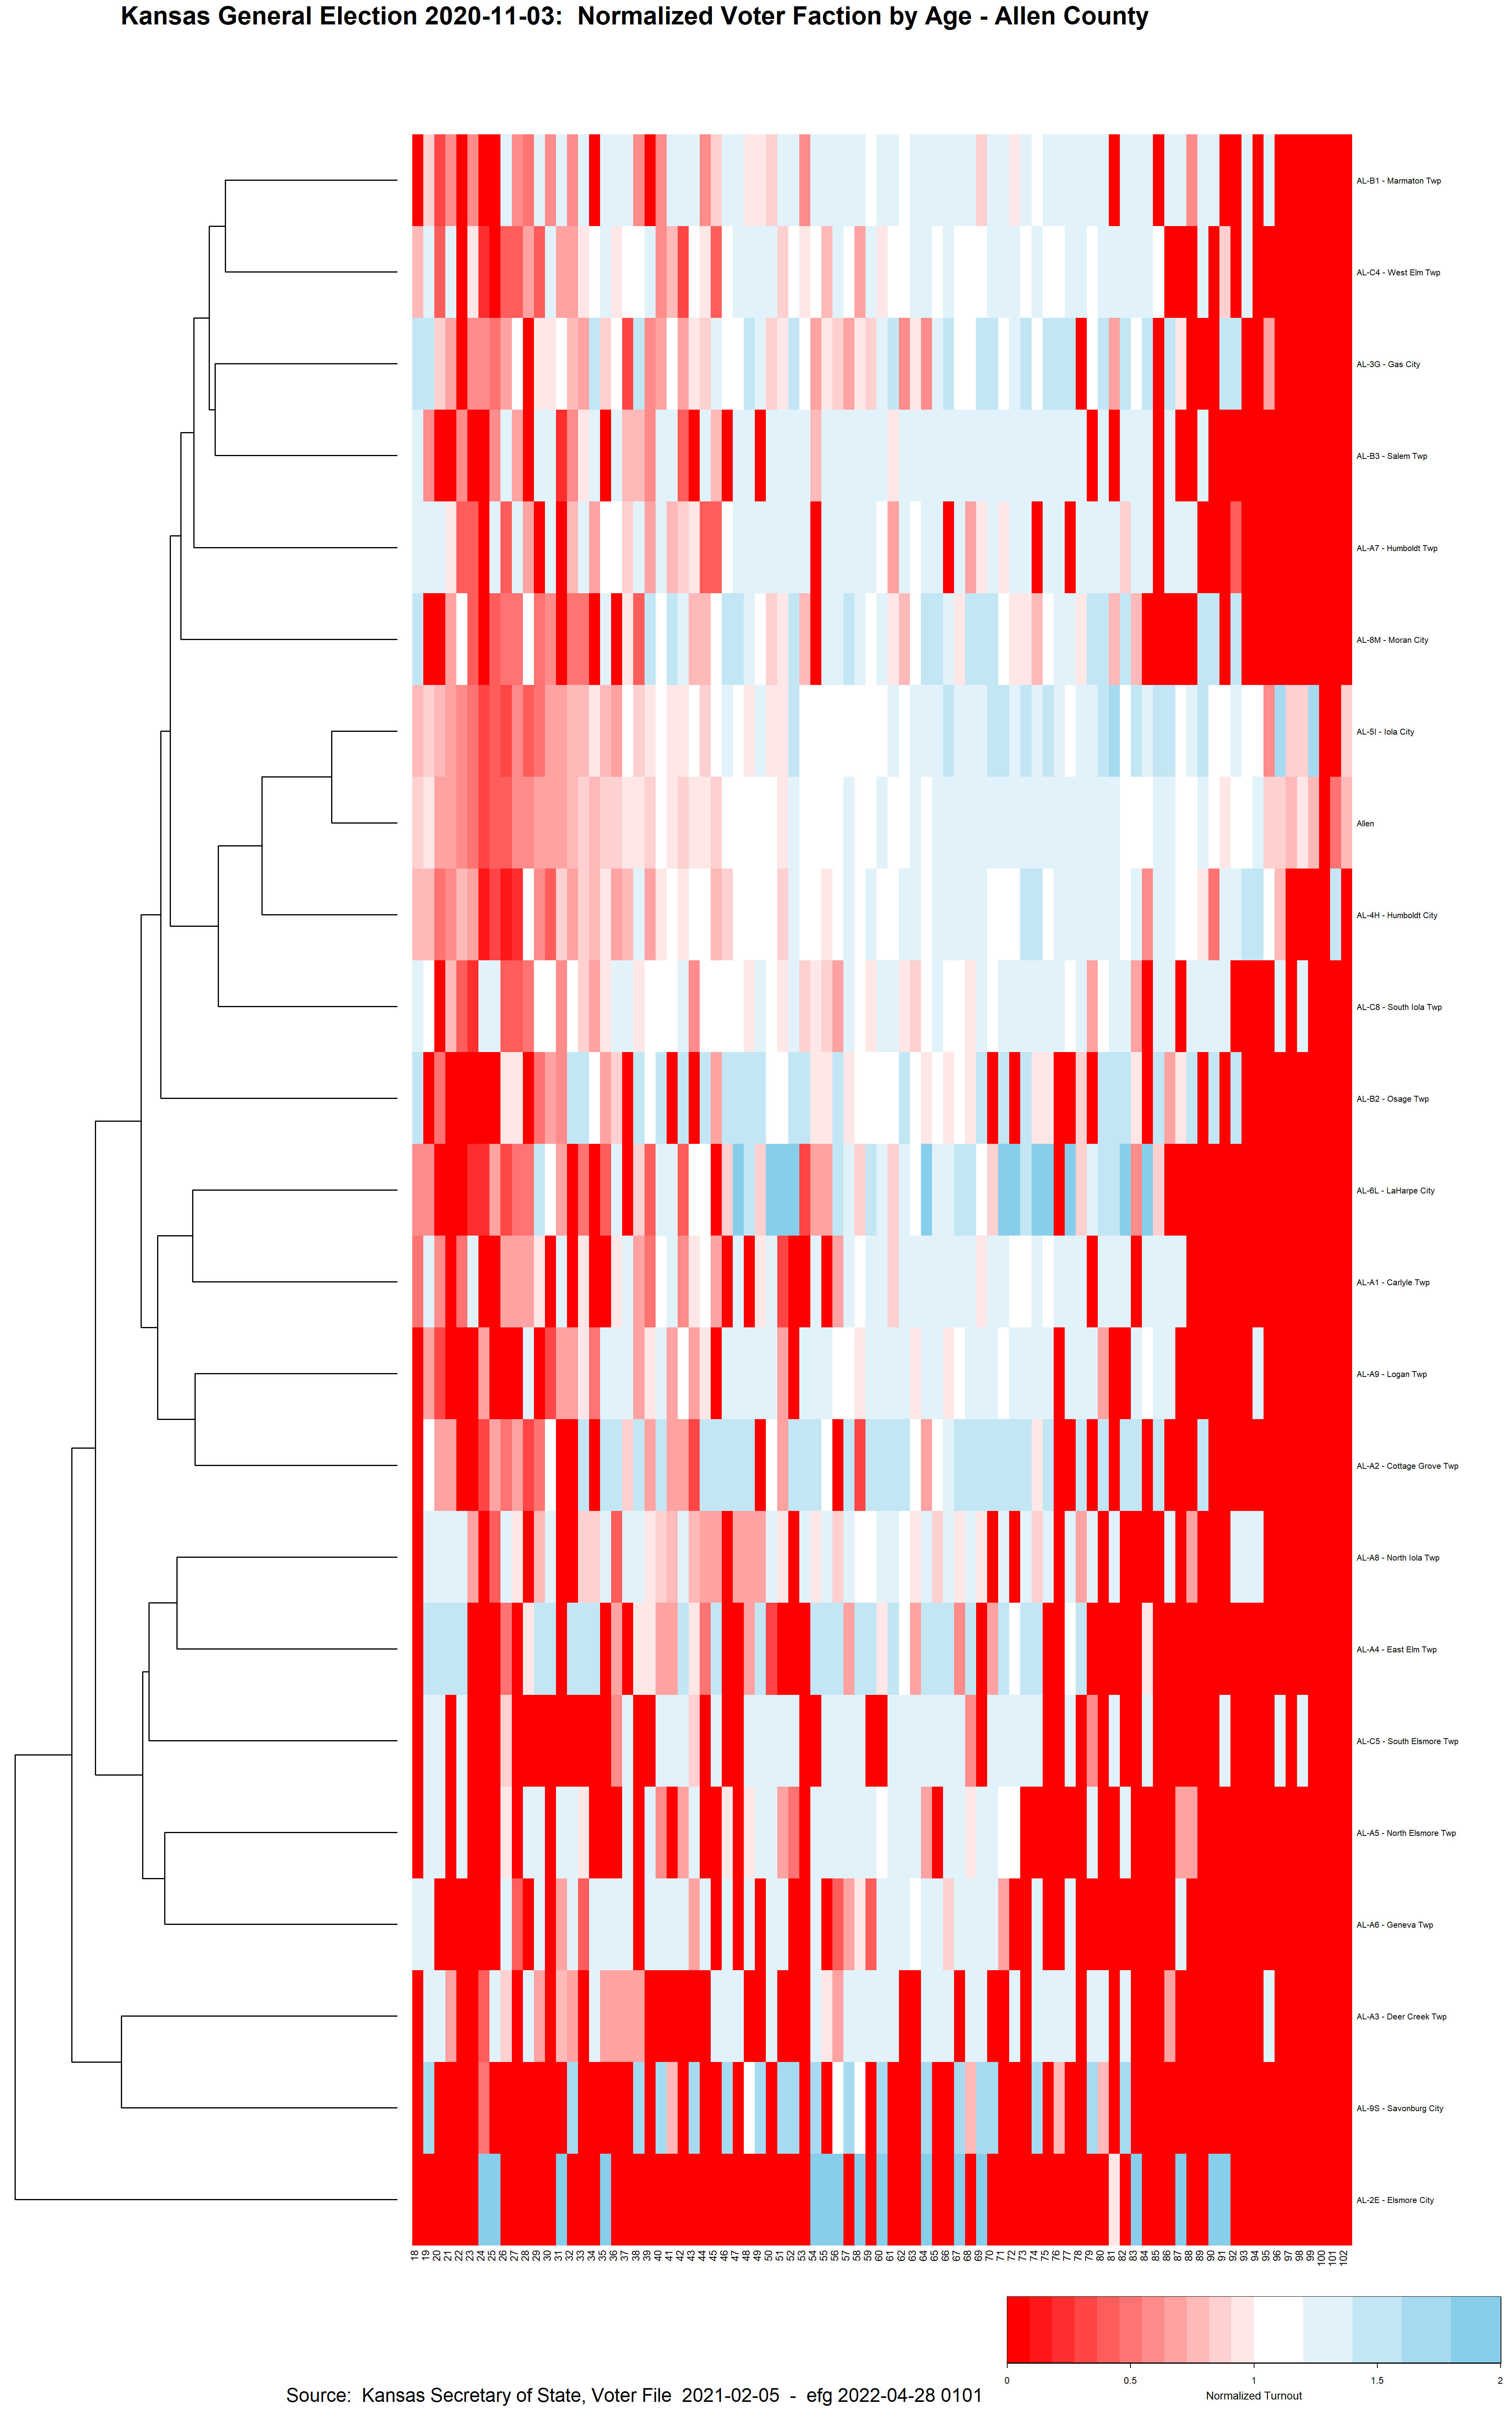 Kansas General Election 2020-11-03:  Normalized Voter Faction by Age - Allen County
AL-B1 - Marmaton Twp
AL-C4 - West Elm Twp
AL-3G - Gas City
AL-B3 - Salem Twp
AL-A7 - Humboldt Twp
AL-8M - Moran City
AL-5I - Iola City
Allen
AL-4H - Humboldt City
AL-C8 - South Iola Twp
AL-B2 - Osage Twp
AL-6L - LaHarpe City
AL-A1 - Carlyle Twp
AL-A9 - Logan Twp
AL-A2 - Cottage Grove Twp
AL-A8 - North Iola Twp
AL-A4 - East Elm Twp
AL-C5 - South Elsmore Twp
AL-A5 - North Elsmore Twp
AL-A6 - Geneva Twp
AL-A3 - Deer Creek Twp
AL-9S - Savonburg City
AL-2E - Elsmore City
18 19 20 21 22 23 24 25 26 27 28 29 30 31 32 33 34 35 36 37 38 39 40 41 42 43 44 45 46 47 48 49 50 51 52 53 54 55 56 57 58 59 60 61 62 63 64 65 66 67 68 69 70 71 72 73 74 75 76 77 78 79 80 81 82 83 84 85 86 87 88 89 90 91 92 93 94 95 96 97 98 99 100 101 102
0 0.5 1 1.5 2
Normalized Turnout
Source:  Kansas Secretary of State, Voter File  2021-02-05  -  efg 2022-04-28 0101